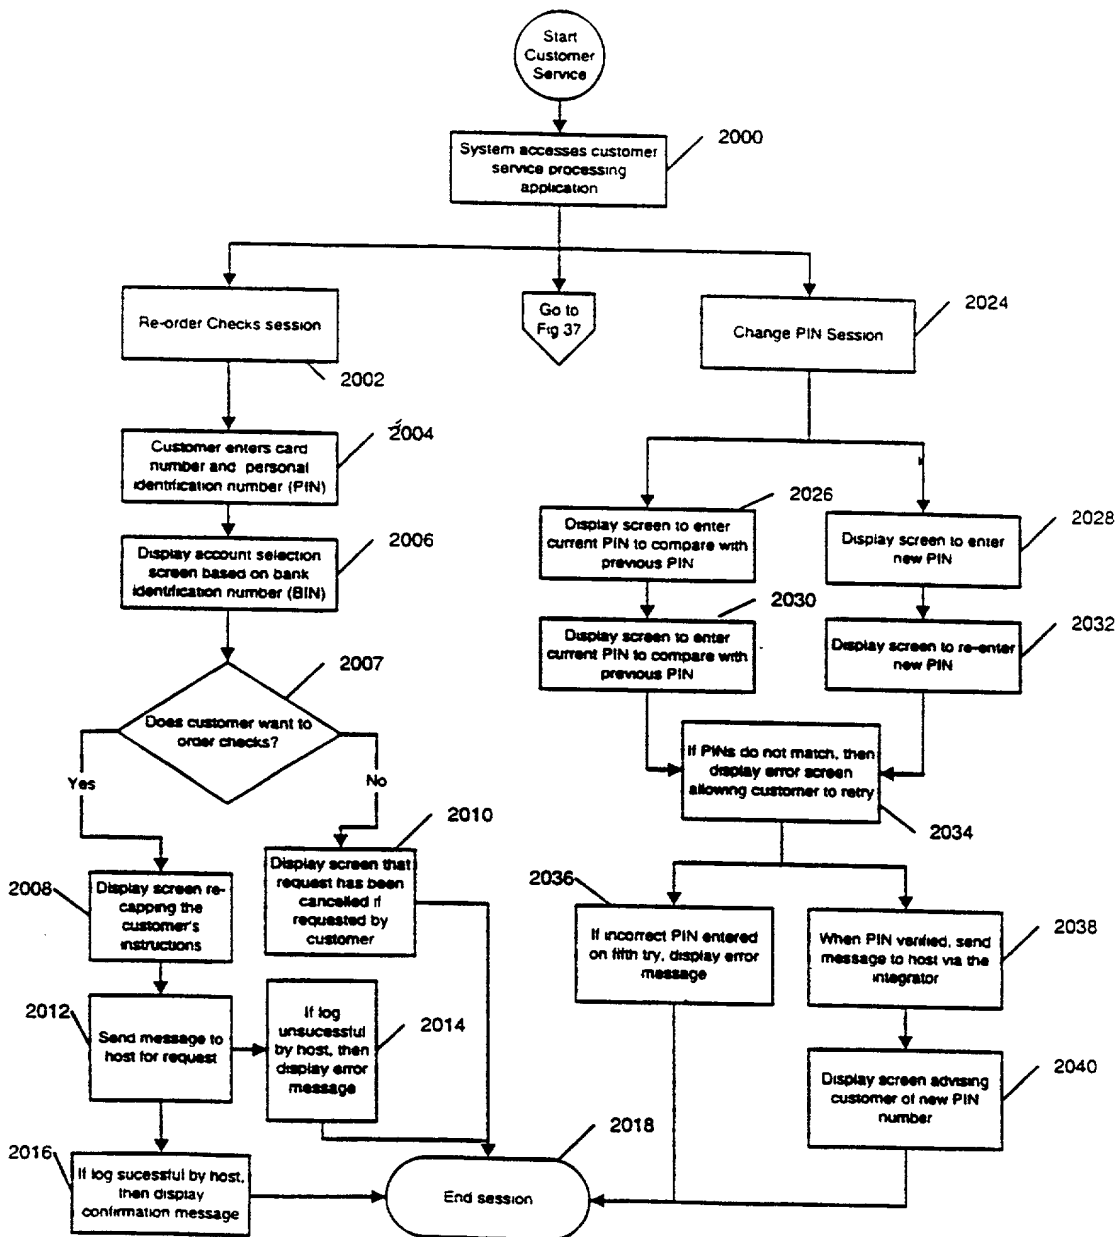 Start
Customer
Service
2000
System accesses customer
service processing
application
Re-order Checks session
2002
Go to
Fig 37
Change PIN Session
2024
2004
Customer enters card
number and personal
identification number (PIN)
2006
Display account selection
screen based on bank
identification number (BIN)
2007
Does customer want to
order checks?
Yes
No
2008
Display screen re-
capping the
customer's
instructions
2010
Display screen that
request has been
cancelled if
requested by
customer
2012
Send message to
host for request
2014
If log
unsucessful
by host, then
display error
message
2016
If log sucessful by host,
then display
confirmation message
2018
End session
2026
Display screen to enter
current PIN to compare with
previous PIN
2028
Display screen to enter
new PIN
2030
Display screen to enter
current PIN to compare with
previous PIN
2032
Display screen to re-enter
new PIN
If PINs do not match, then
display error screen
allowing customer to retry
2034
2036
If incorrect PIN entered
on fifth try, display error
message
2038
When PIN verified, send
message to host via the
integrator
2040
Display screen advising
customer of new PIN
number